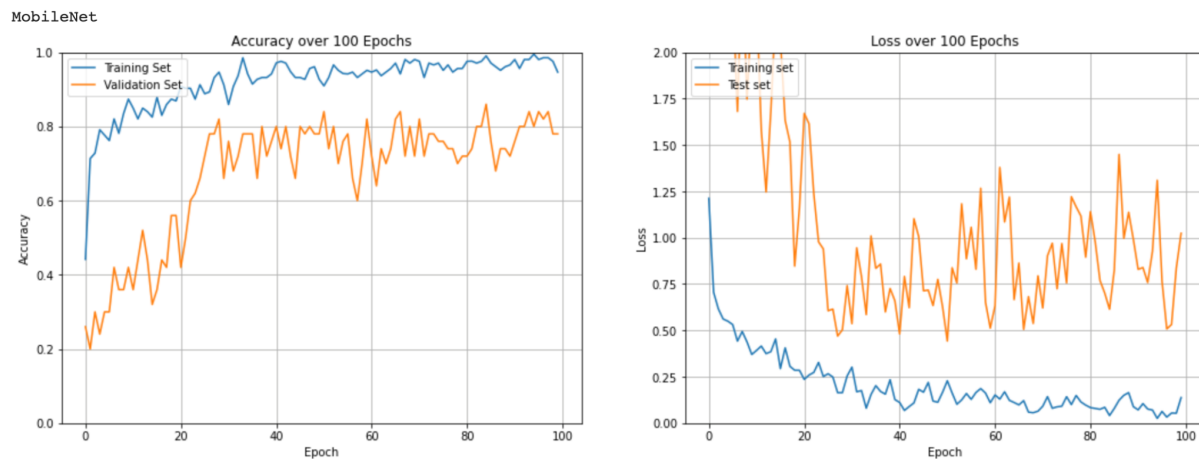 MobileNet
Accuracy over 100 Epochs
Training Set
Validation Set
Accuracy
1.0
0.8
0.6
0.4
0.2
0.0
0 20 40 60 80 100
Epoch
Loss over 100 Epochs
Training set
Test set
Loss
2.00
1.75
1.50
1.25
1.00
0.75
0.50
0.25
0.00
0 20 40 60 80 100
Epoch